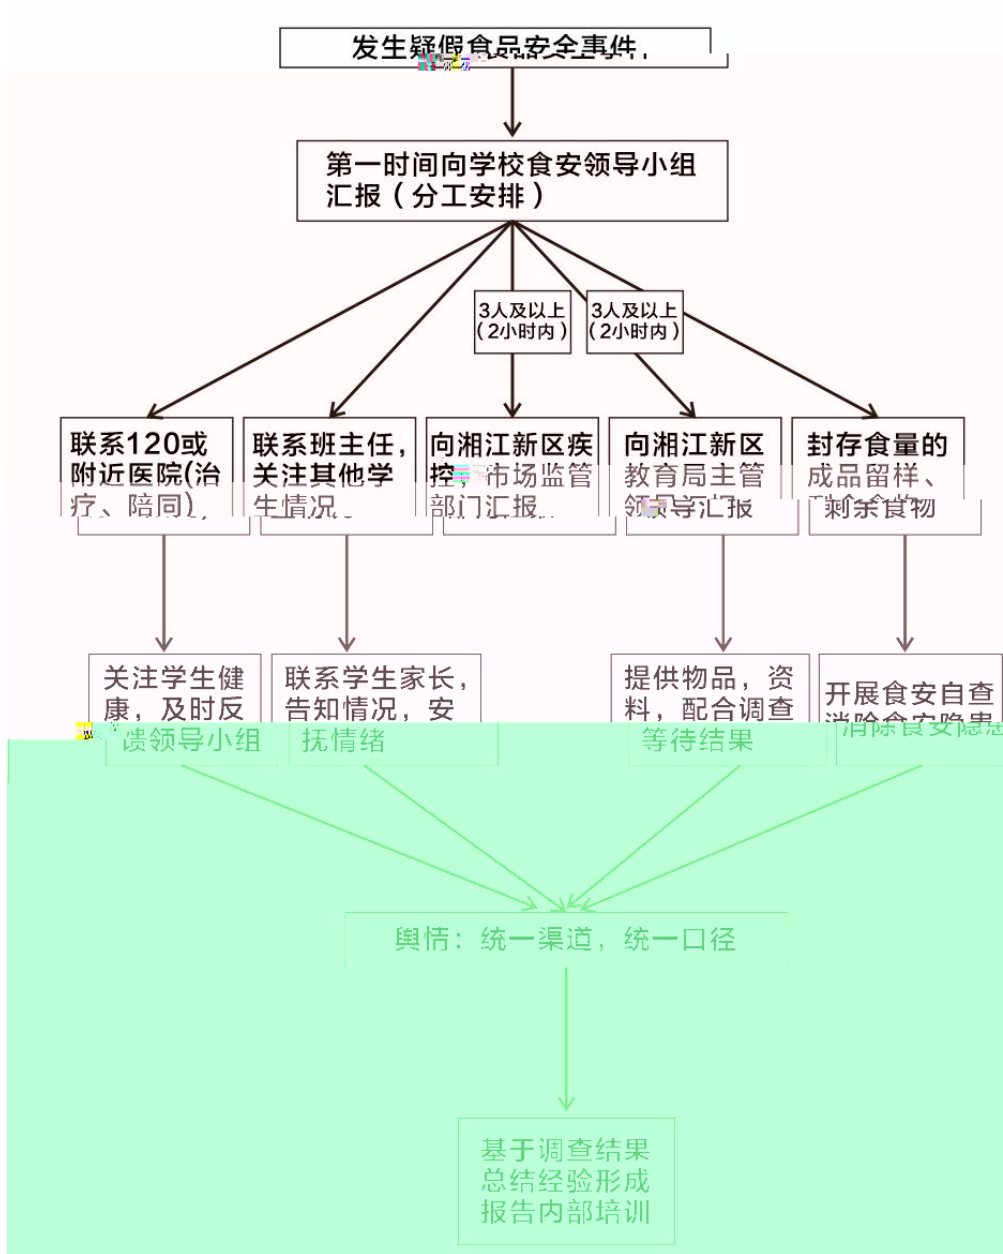 发生疑假食品安全事件
第一时间向学校食安领导小组
汇报（分工安排）
3人及以上
（2小时内）
3人及以上
（2小时内）
联系120或
附近医院(治
疗、陪同)
联系班主任，
关注其他学
生情况
向湘江新区疾
控，市场监管
部门汇报
向湘江新区
教育局主管
领导汇报
封存食量的
成品留样、
剩余食物
关注学生健
康，及时反
馈领导小组
联系学生家长，
告知情况，安
抚情绪
提供物品，资
料，配合调查
等待结果
开展食安自查
消除食安隐患
舆情：统一渠道，统一口径
基于调查结果
总结经验形成
报告内部培训